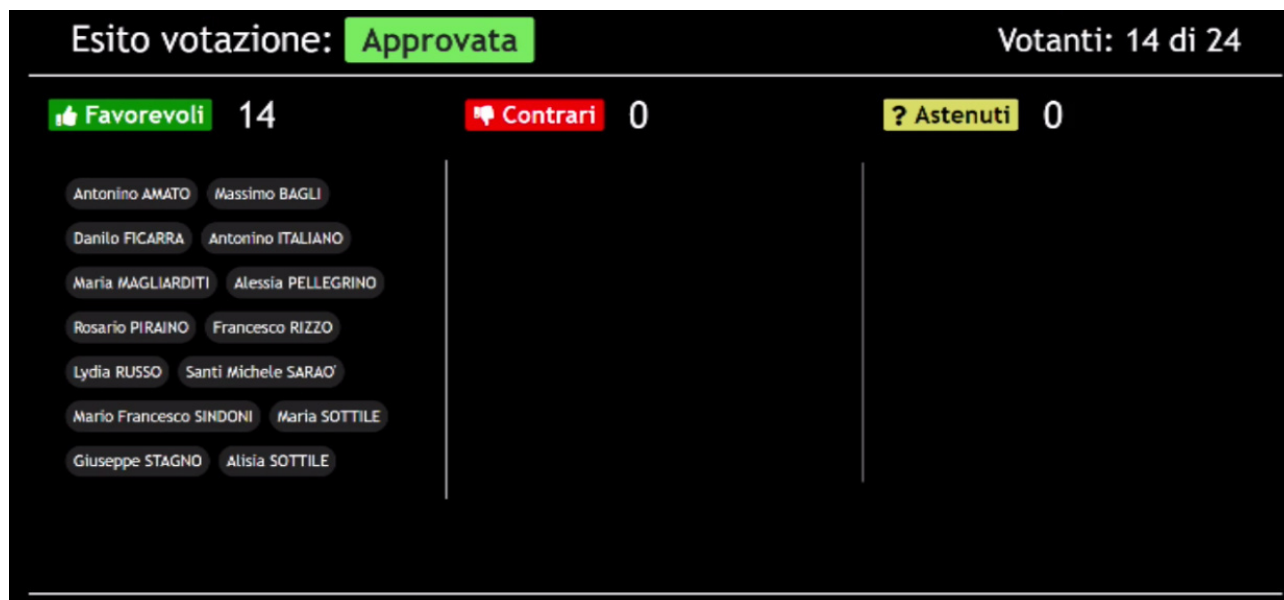 Esito votazione: Approvata Votanti: 14 di 24
Favorevoli 14 Contrari 0 ? Astenuti 0
Antonino AMATO Massimo BAGLI
Danilo FICARRA Antonino ITALIANO
Maria MAGLIARDITI Alessia PELLEGRINO
Rosario PIRAINO Francesco RIZZO
Lydia RUSSO Santi Michele SARAO'
Mario Francesco SINDONI Maria SOTTILE
Giuseppe STAGNO Alisia SOTTILE